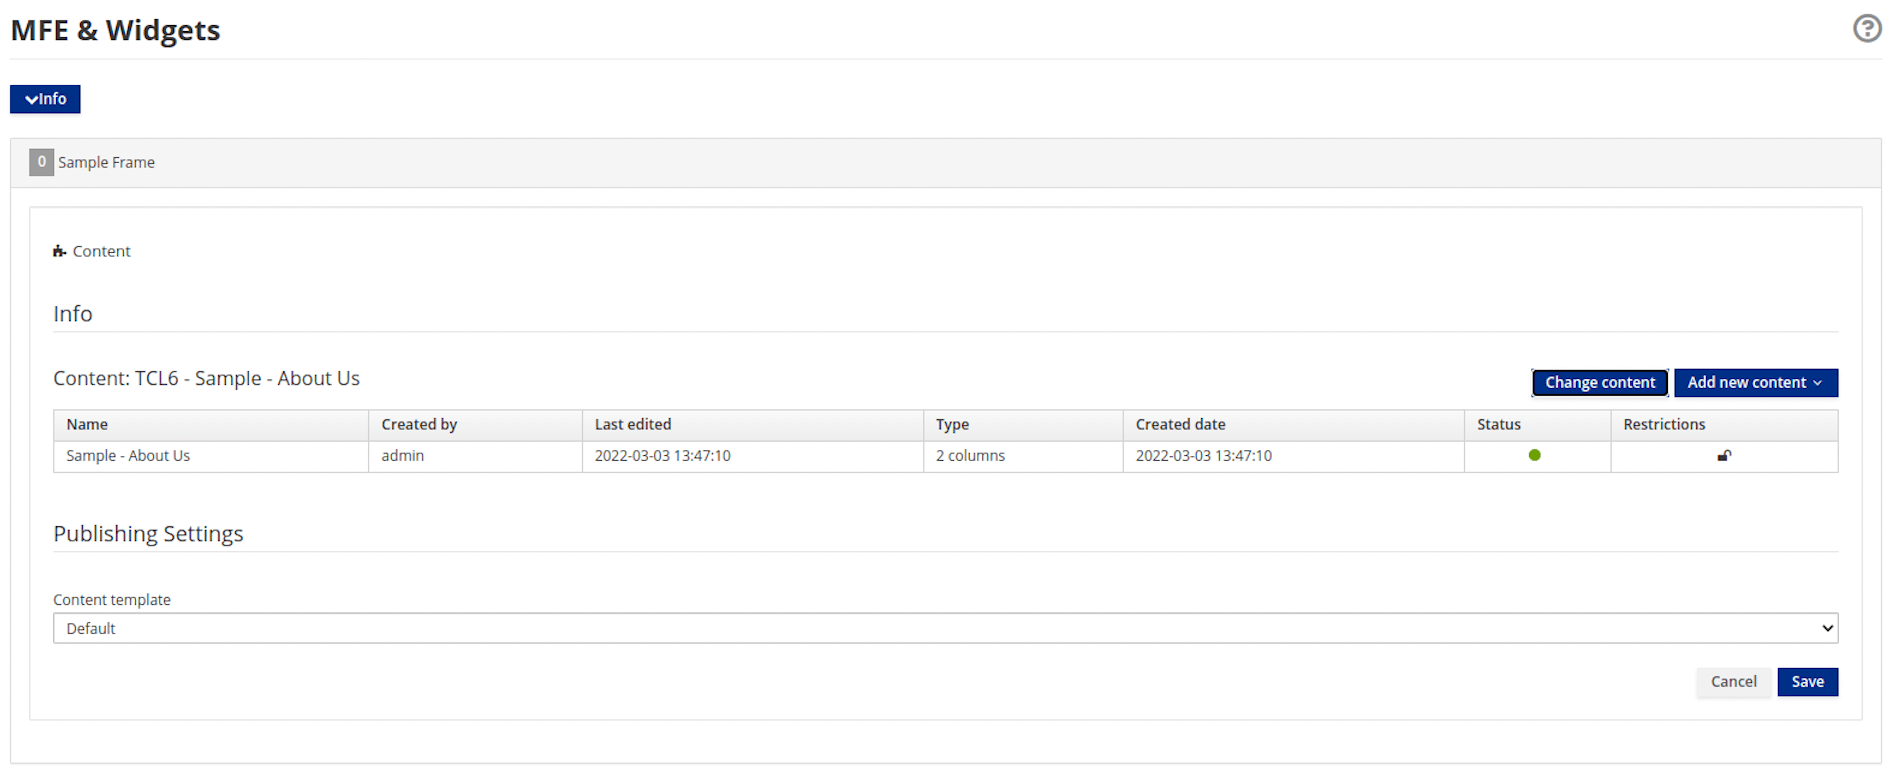 MFE & Widgets
Info
0 Sample Frame
Content
Info
Content: TCL6 - Sample - About Us
Change content
Add new content
Name Created by Last edited Type Created date Status Restrictions
Sample - About Us admin 2022-03-03 13:47:10 2 columns 2022-03-03 13:47:10
Publishing Settings
Content template
Default
Cancel Save